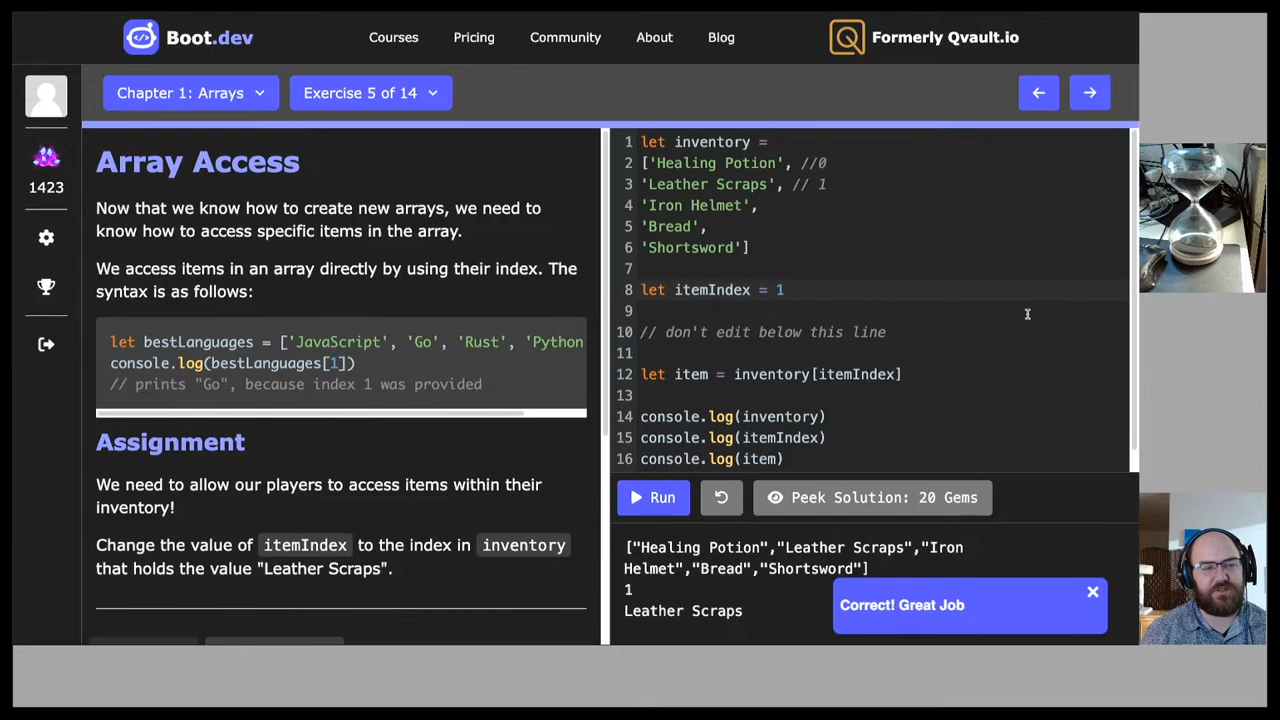 Boot.dev
Courses
Pricing
Community
About
Blog
Formerly Qvault.io
Chapter 1: Arrays
Exercise 5 of 14
1423
Array Access
Now that we know how to create new arrays, we need to
know how to access specific items in the array.
We access items in an array directly by using their index. The
syntax is as follows:
let bestLanguages = ['JavaScript', 'Go', 'Rust', 'Python
console.log(bestLanguages[1])
// prints "Go", because index 1 was provided
Assignment
We need to allow our players to access items within their
inventory!
Change the value of itemIndex to the index in inventory
that holds the value "Leather Scraps".
1 let inventory =
2 ['Healing Potion', //0
3 'Leather Scraps', // 1
4 'Iron Helmet',
5 'Bread',
6 'Shortsword']
7
8 let itemIndex = 1
9
10 // don't edit below this line
11
12 let item = inventory[itemIndex]
13
14 console.log(inventory)
15 console.log(itemIndex)
16 console.log(item)
Run
Peek Solution: 20 Gems
["Healing Potion","Leather Scraps","Iron
Helmet","Bread","Shortsword"]
1
Leather Scraps
Correct! Great Job